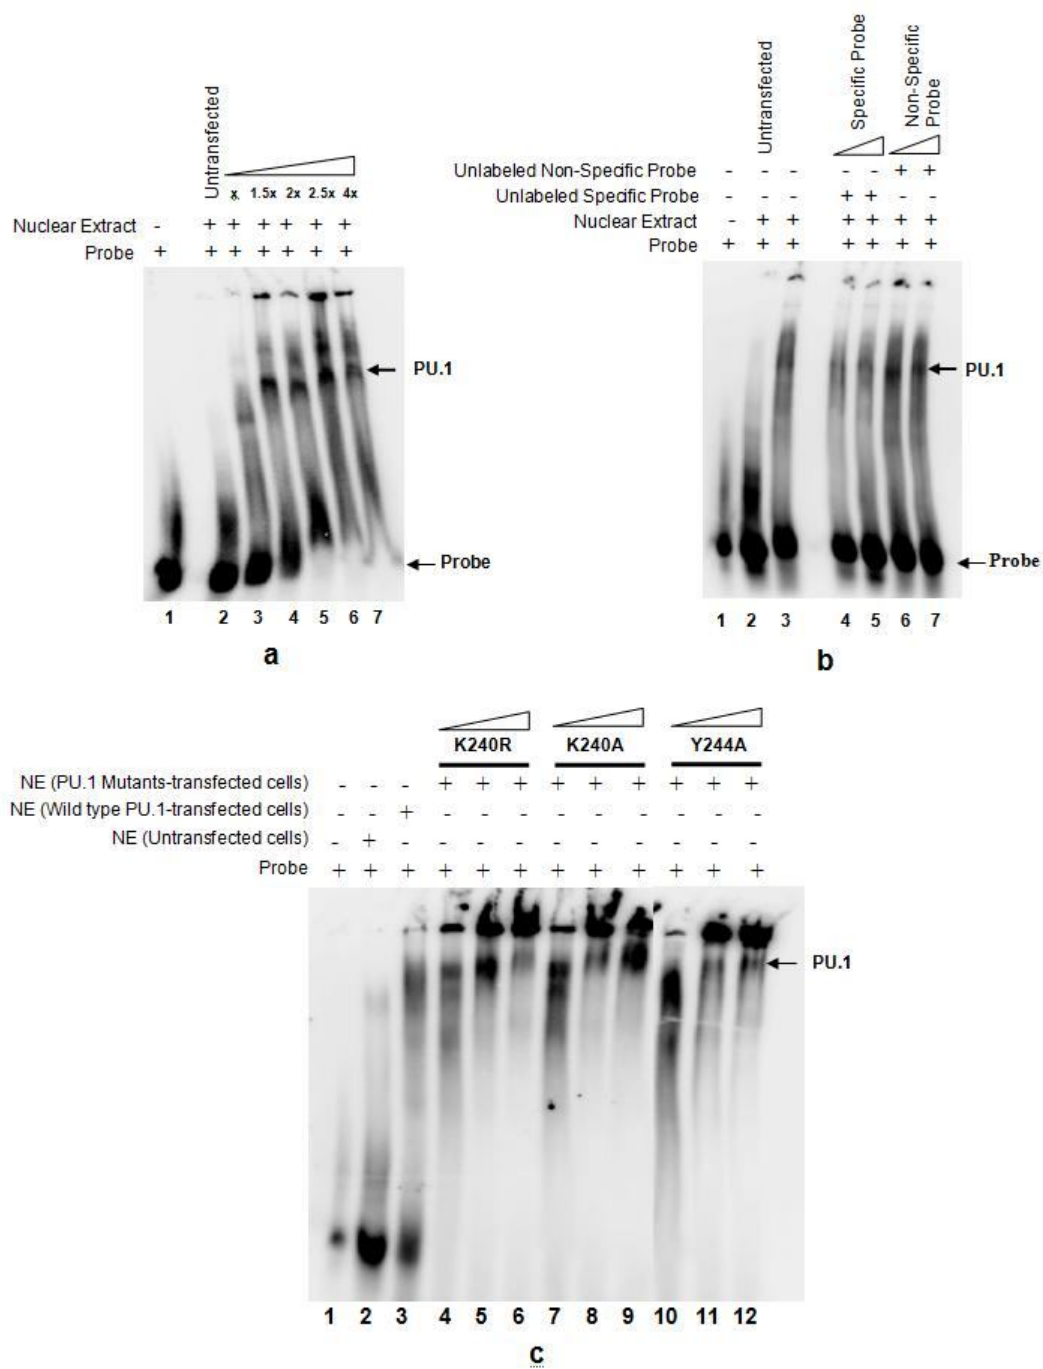 Untransfected
x 1.5x 2x 2.5x 4x
Nuclear Extract - + + + + + +
Probe + + + + + + +
PU.1
Probe
1 2 3 4 5 6 7
a
Untransfected
Specific Probe
Non-Specific
Probe
Unlabeled Non-Specific Probe - - - - - + +
Unlabeled Specific Probe - - - + + - -
Nuclear Extract - + + + + + +
Probe + + + + + + +
PU.1
Probe
1 2 3 4 5 6 7
b
K240R K240A Y244A
NE (PU.1 Mutants-transfected cells) - - - + + + + + + + + +
NE (Wild type PU.1-transfected cells) - - + - - - - - - - - -
NE (Untransfected cells) - + - - - - - - - - - -
Probe + + + + + + + + + + + +
PU.1
1 2 3 4 5 6 7 8 9 10 11 12
c